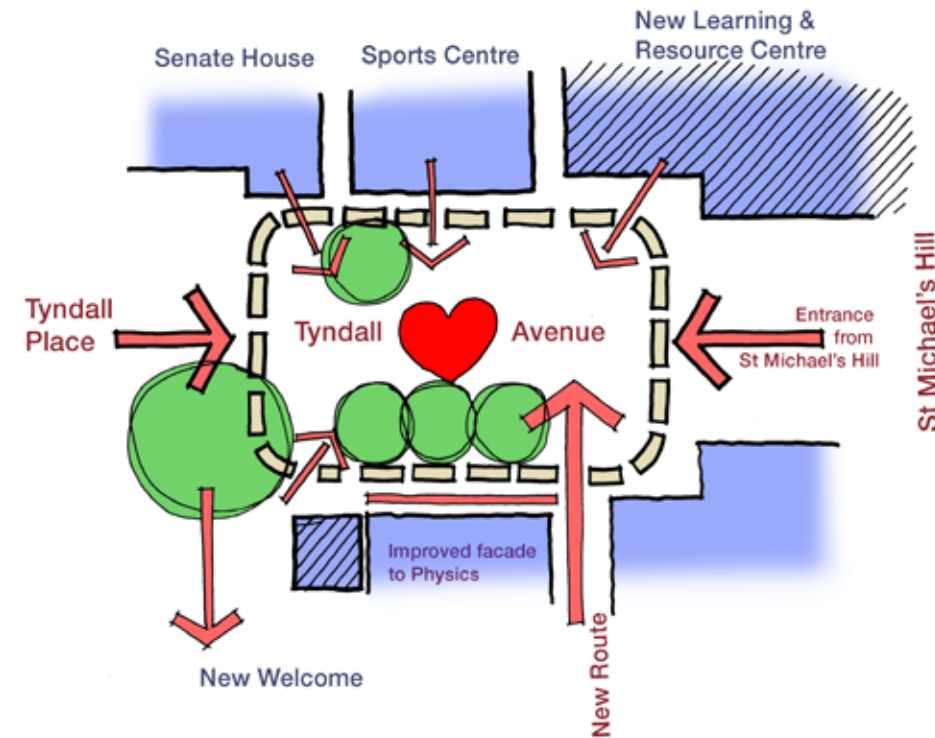 New Learning &
Resource Centre
Senate House
Sports Centre
Tyndall
Place
Tyndall
Avenue
Entrance
from
St Michael's Hill
St Michael's Hill
Improved facade
to Physics
New Welcome
New Route